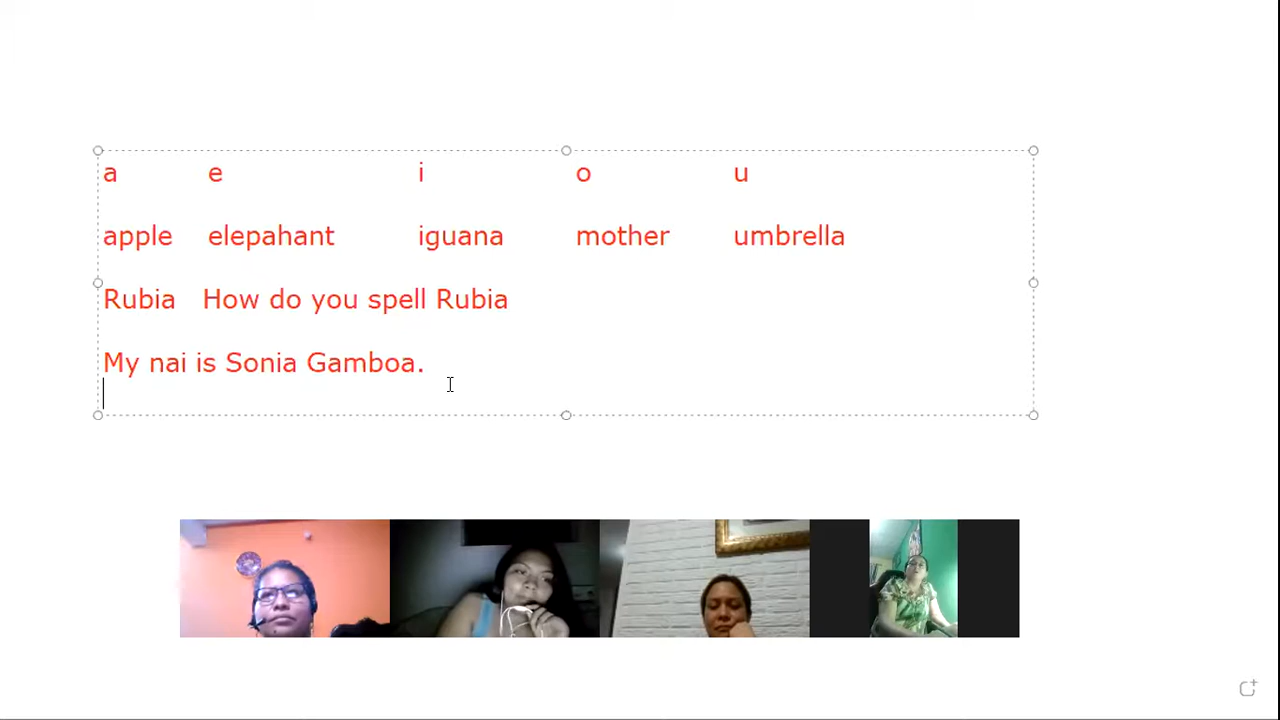 a e i o u
apple elepahant iguana mother umbrella
Rubia How do you spell Rubia
My nai is Sonia Gamboa.